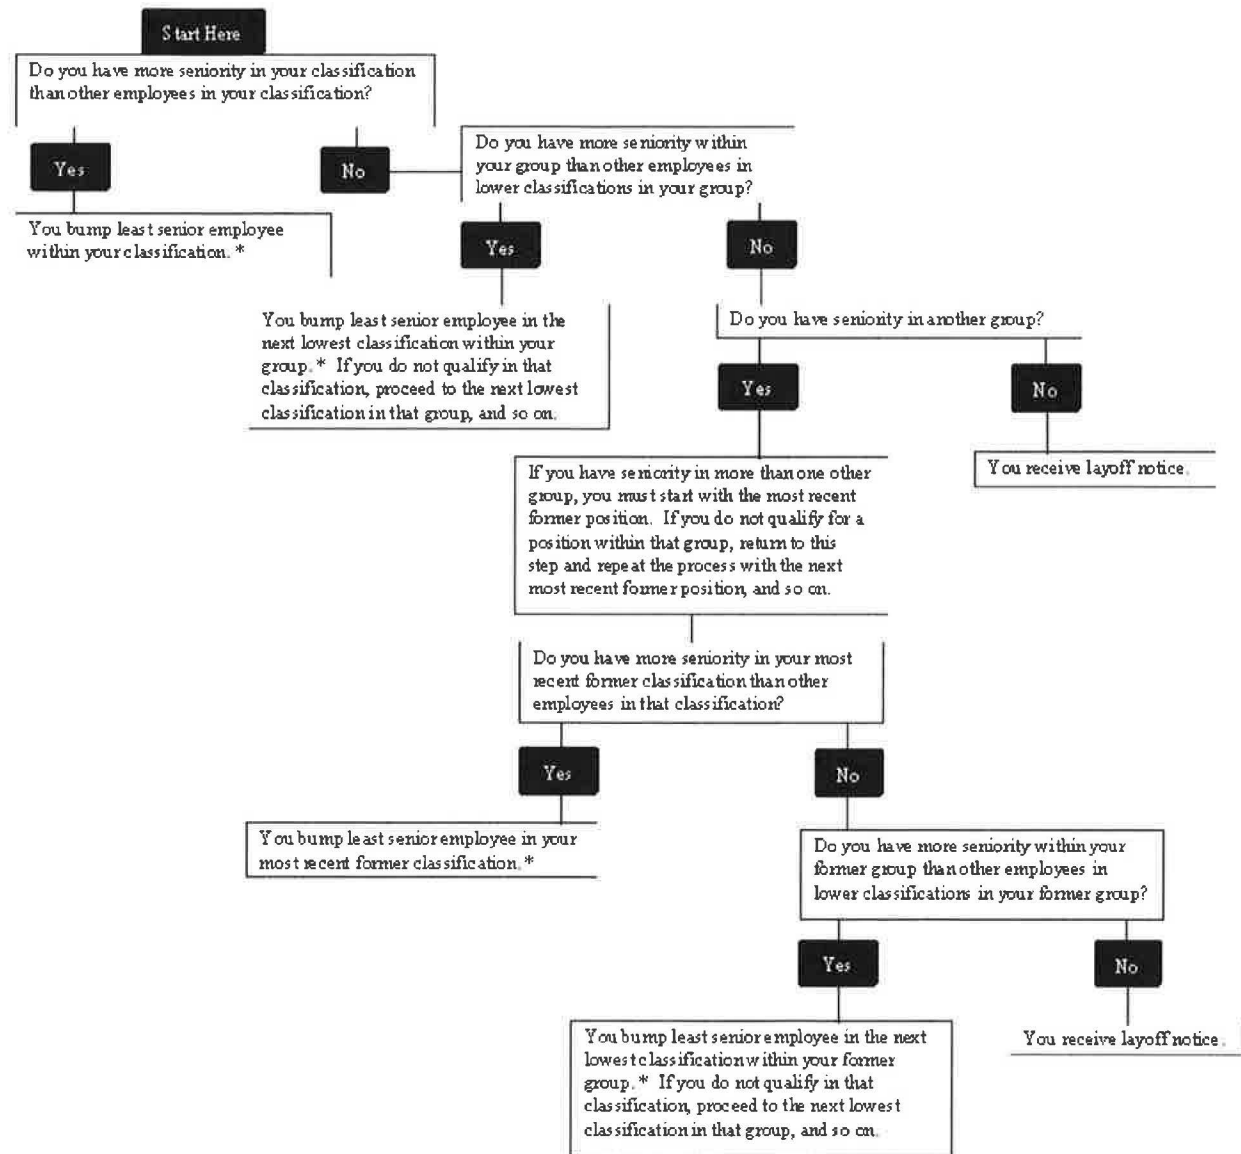 Start Here
Do you have more seniority in your classification
than other employees in your classification?
Yes
No
Do you have more seniority within
your group than other employees in
lower classifications in your group?
You bump least senior employee
within your classification. *
Yes
No
You bump least senior employee in the
next lowest classification within your
group. * If you do not qualify in that
classification, proceed to the next lowest
classification in that group, and so on.
Do you have seniority in another group?
Yes
No
If you have seniority in more than one other
group, you must start with the most recent
former position. If you do not qualify for a
position within that group, return to this
step and repeat the process with the next
most recent former position, and so on.
You receive layoff notice.
Do you have more seniority in your most
recent former classification than other
employees in that classification?
Yes
No
You bump least senior employee in your
most recent former classification. *
Do you have more seniority within your
former group than other employees in
lower classifications in your former group?
Yes
No
You bump least senior employee in the next
lowest classification within your former
group. * If you do not qualify in that
classification, proceed to the next lowest
classification in that group, and so on.
You receive layoff notice.